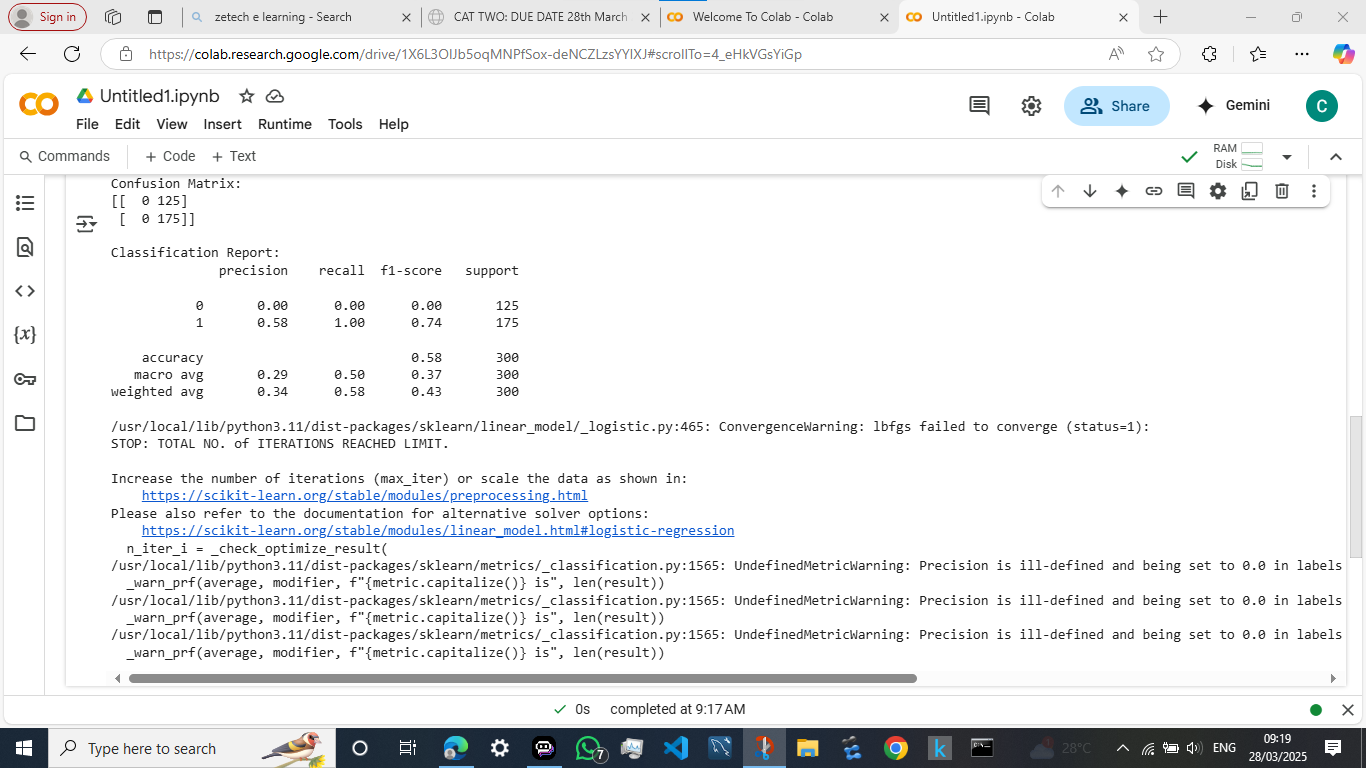 Sign in
zetech e learning - Search
CAT TWO: DUE DATE 28th March
Welcome To Colab - Colab
Untitled1.ipynb - Colab
https://colab.research.google.com/drive/1X6L3OIJb5oqMNPfSox-deNCZLzsYYIXJ#scrollTo=4_eHkVGsYiGp
CO
Untitled1.ipynb
File Edit View Insert Runtime Tools Help
Share
Gemini
C
Commands + Code + Text
RAM
Disk
Confusion Matrix:
[[  0 125]
 [  0 175]]
Classification Report:
              precision    recall  f1-score   support
           0       0.00      0.00      0.00       125
           1       0.58      1.00      0.74       175
    accuracy                           0.58       300
   macro avg       0.29      0.50      0.37       300
weighted avg       0.34      0.58      0.43       300
/usr/local/lib/python3.11/dist-packages/sklearn/linear_model/_logistic.py:465: ConvergenceWarning: lbfgs failed to converge (status=1):
STOP: TOTAL NO. of ITERATIONS REACHED LIMIT.
Increase the number of iterations (max_iter) or scale the data as shown in:
    https://scikit-learn.org/stable/modules/preprocessing.html
Please also refer to the documentation for alternative solver options:
    https://scikit-learn.org/stable/modules/linear_model.html#logistic-regression
  n_iter_i = _check_optimize_result(
/usr/local/lib/python3.11/dist-packages/sklearn/metrics/_classification.py:1565: UndefinedMetricWarning: Precision is ill-defined and being set to 0.0 in labels
  _warn_prf(average, modifier, f"{metric.capitalize()} is", len(result))
/usr/local/lib/python3.11/dist-packages/sklearn/metrics/_classification.py:1565: UndefinedMetricWarning: Precision is ill-defined and being set to 0.0 in labels
  _warn_prf(average, modifier, f"{metric.capitalize()} is", len(result))
/usr/local/lib/python3.11/dist-packages/sklearn/metrics/_classification.py:1565: UndefinedMetricWarning: Precision is ill-defined and being set to 0.0 in labels
  _warn_prf(average, modifier, f"{metric.capitalize()} is", len(result))
0s completed at 9:17 AM
Type here to search
7
k
28°C
ENG
09:19
28/03/2025